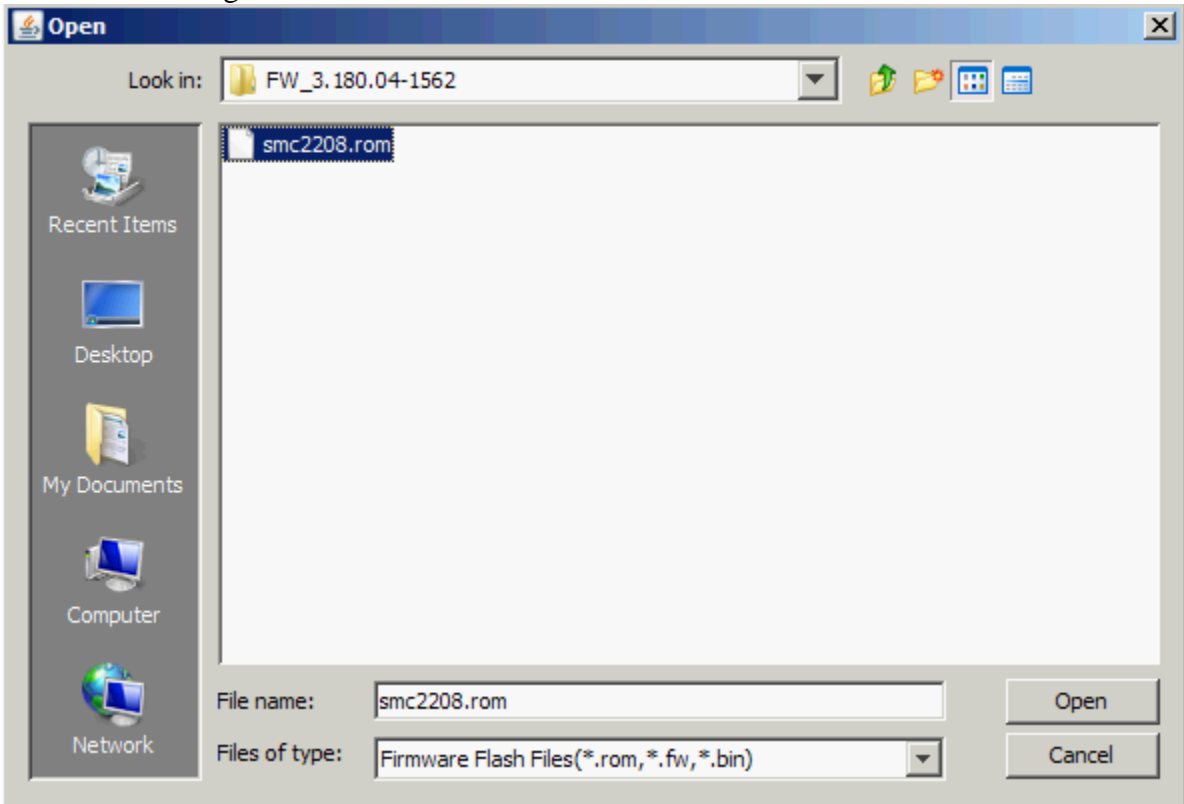 Open
Look in: FW_3.180.04-1562
smc2208.rom
Recent Items
Desktop
My Documents
Computer
Network
File name: smc2208.rom Open
Files of type: Firmware Flash Files(*.rom,*.fw,*.bin) Cancel